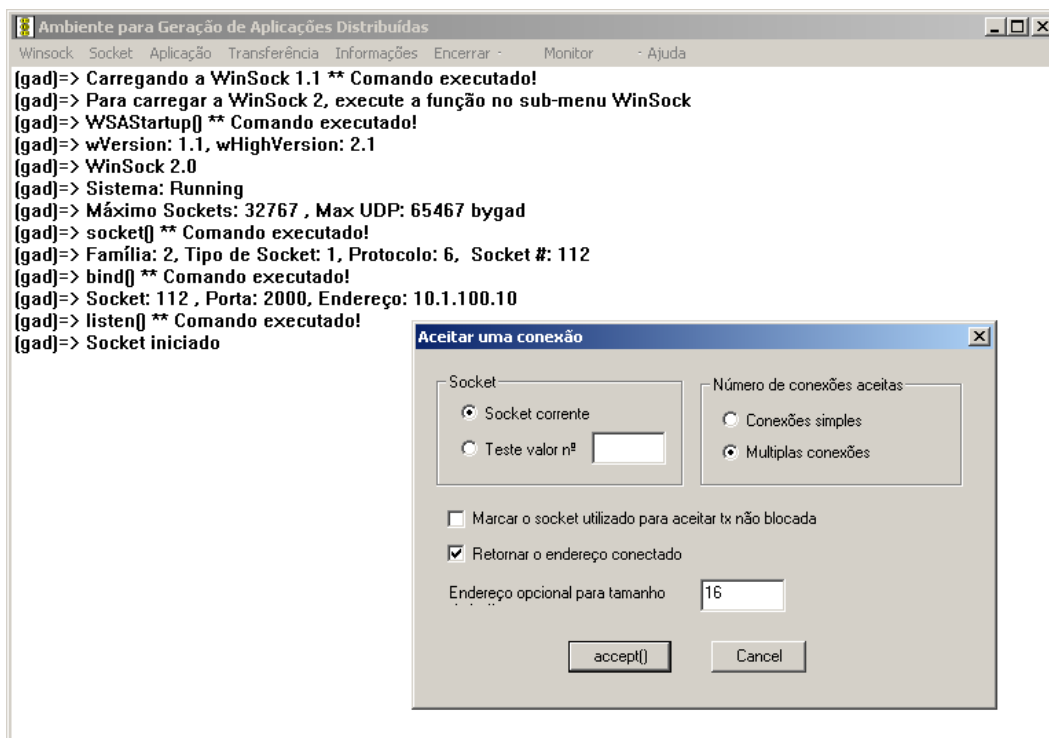 Ambiente para Geração de Aplicações Distribuídas
Winsock Socket Aplicação Transferência Informações Encerrar - Monitor - Ajuda
(gad)=> Carregando a WinSock 1.1 ** Comando executado!
(gad)=> Para carregar a WinSock 2, execute a função no sub-menu WinSock
(gad)=> WSAStartup() ** Comando executado!
(gad)=> wVersion: 1.1, wHighVersion: 2.1
(gad)=> WinSock 2.0
(gad)=> Sistema: Running
(gad)=> Máximo Sockets: 32767 , Max UDP: 65467 bygad
(gad)=> socket() ** Comando executado!
(gad)=> Família: 2, Tipo de Socket: 1, Protocolo: 6, Socket #: 112
(gad)=> bind() ** Comando executado!
(gad)=> Socket: 112 , Porta: 2000, Endereço: 10.1.100.10
(gad)=> listen() ** Comando executado!
(gad)=> Socket iniciado
Aceitar uma conexão
Socket
Socket corrente
Teste valor nº
Número de conexões aceitas
Conexões simples
Multiplas conexões
Marcar o socket utilizado para aceitar tx não blocada
Retornar o endereço conectado
Endereço opcional para tamanho
16
accept()
Cancel